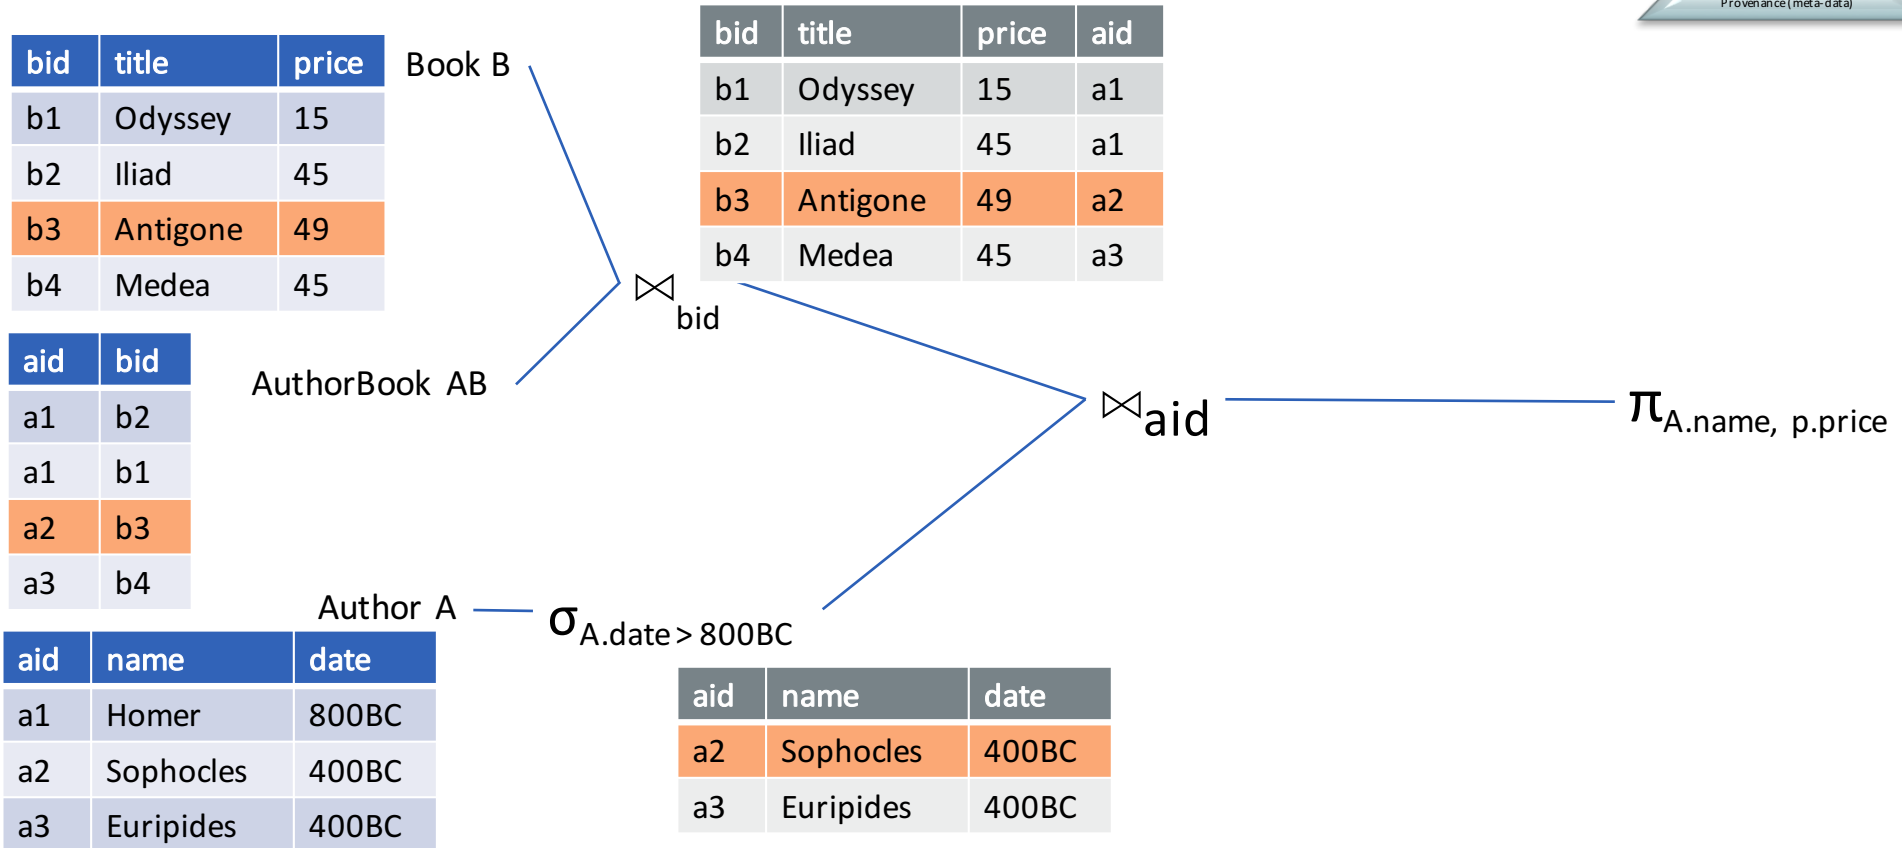 Provenance (meta-data)
bid title price
b1 Odyssey 15
b2 Iliad 45
b3 Antigone 49
b4 Medea 45
Book B
bid title price aid
b1 Odyssey 15 a1
b2 Iliad 45 a1
b3 Antigone 49 a2
b4 Medea 45 a3
⋈bid
aid bid
a1 b2
a1 b1
a2 b3
a3 b4
AuthorBook AB
⋈aid
πA.name, p.price
Author A
σA.date > 800BC
aid name date
a1 Homer 800BC
a2 Sophocles 400BC
a3 Euripides 400BC
aid name date
a2 Sophocles 400BC
a3 Euripides 400BC